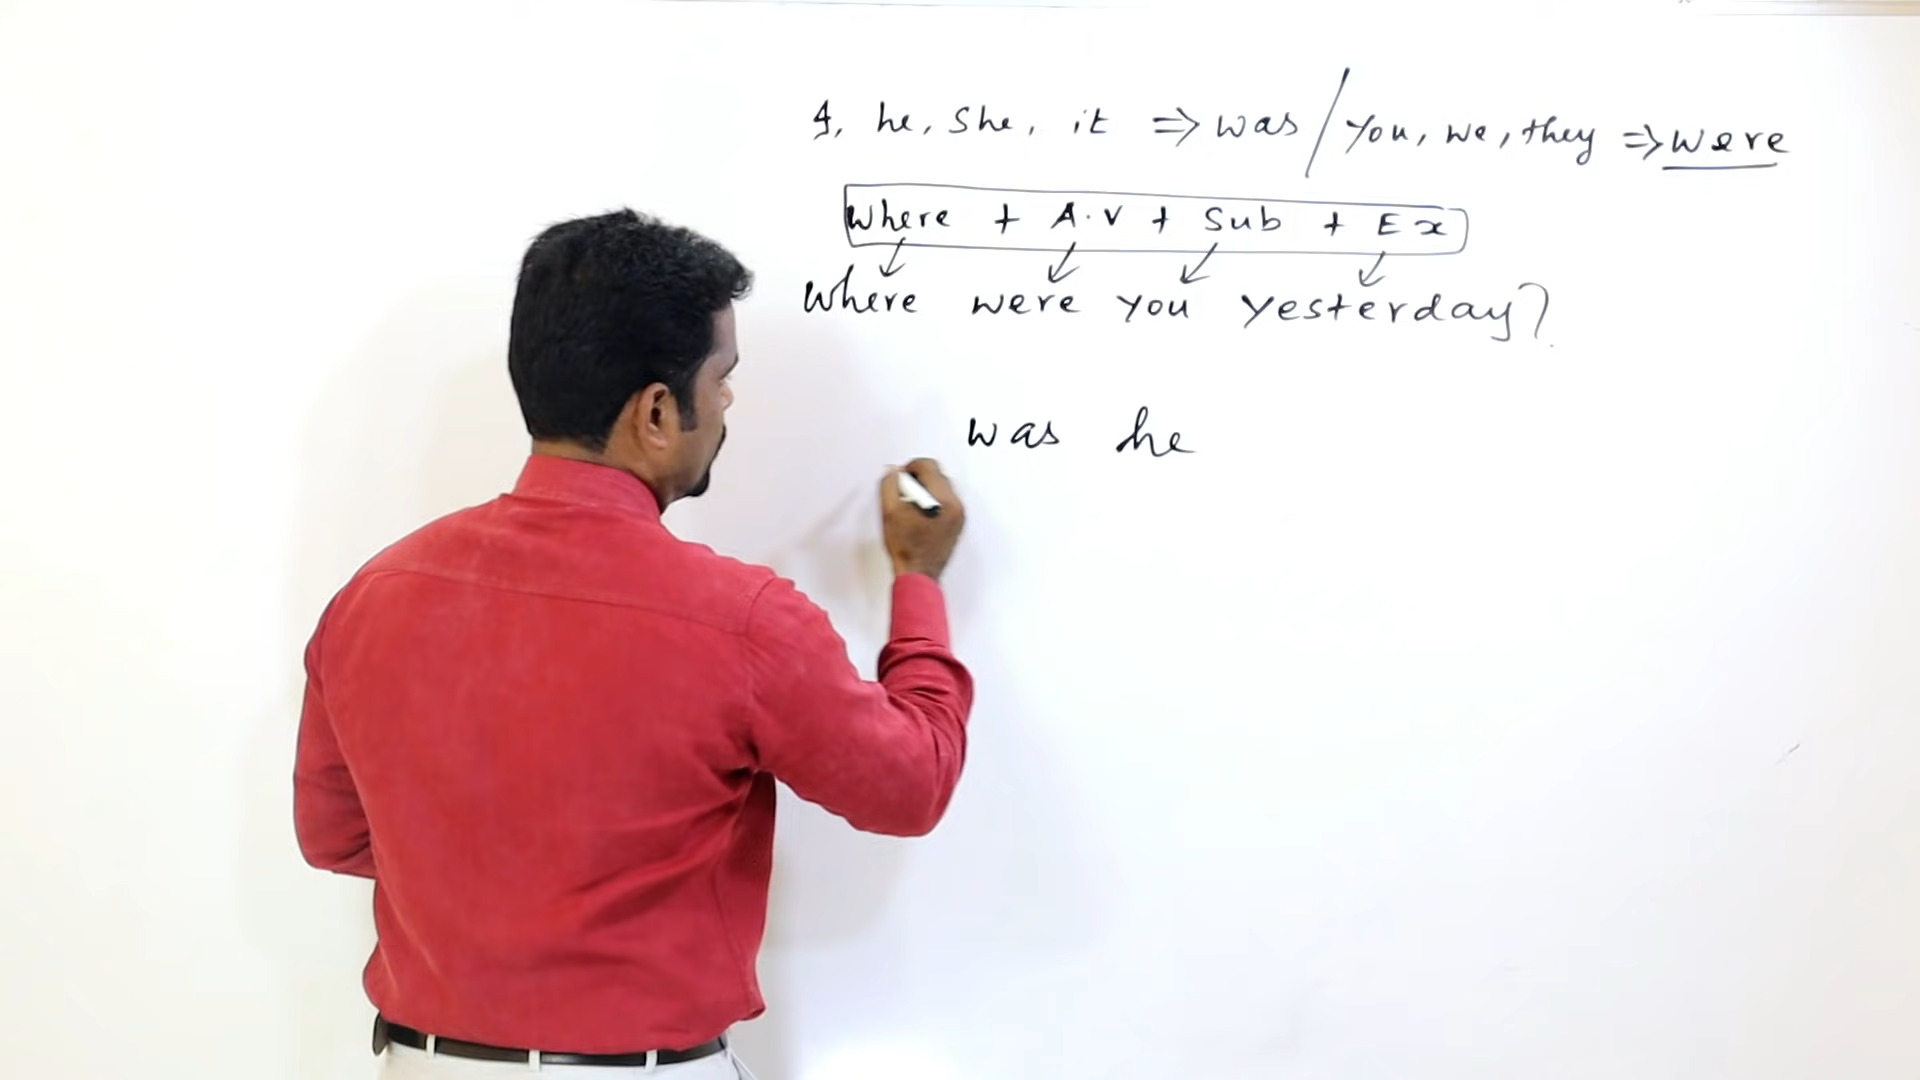 I, he, She, it => was / You, we, they => were
Where + A.V + Sub + Ex
Where were you yesterday?
was he